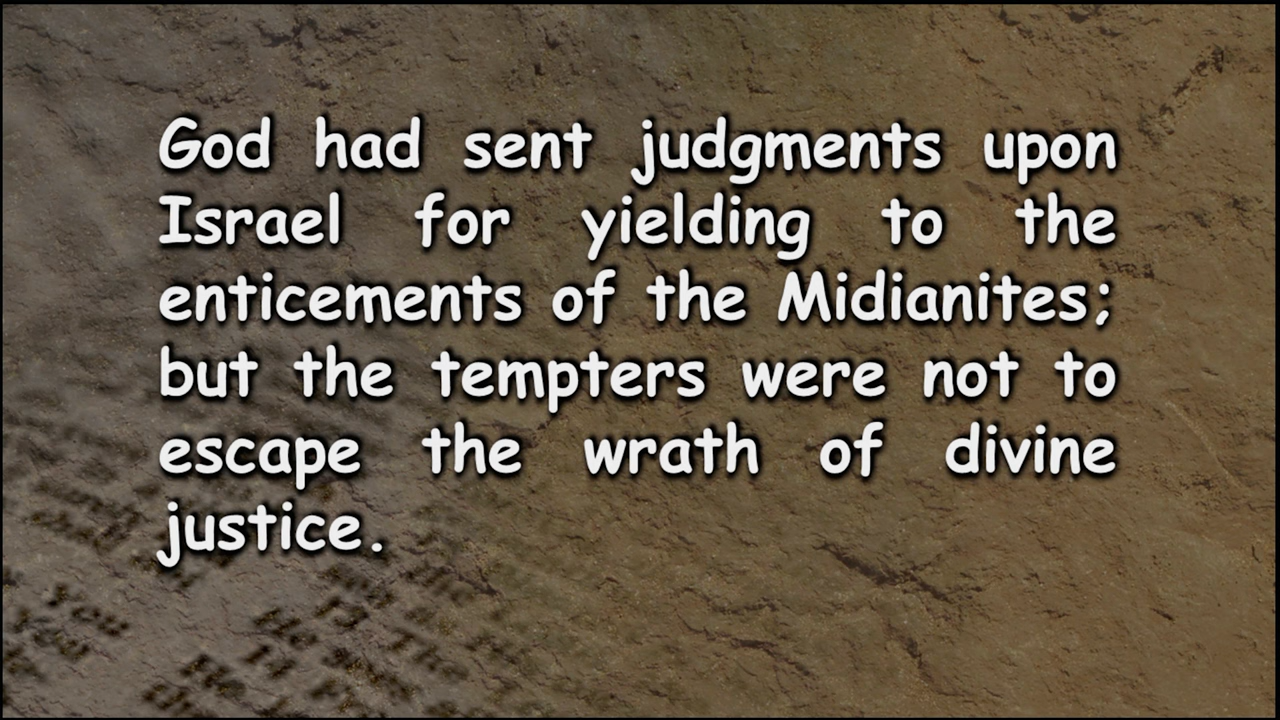 God had sent judgments upon
Israel for yielding to the
enticements of the Midianites;
but the tempters were not to
escape the wrath of divine
justice.